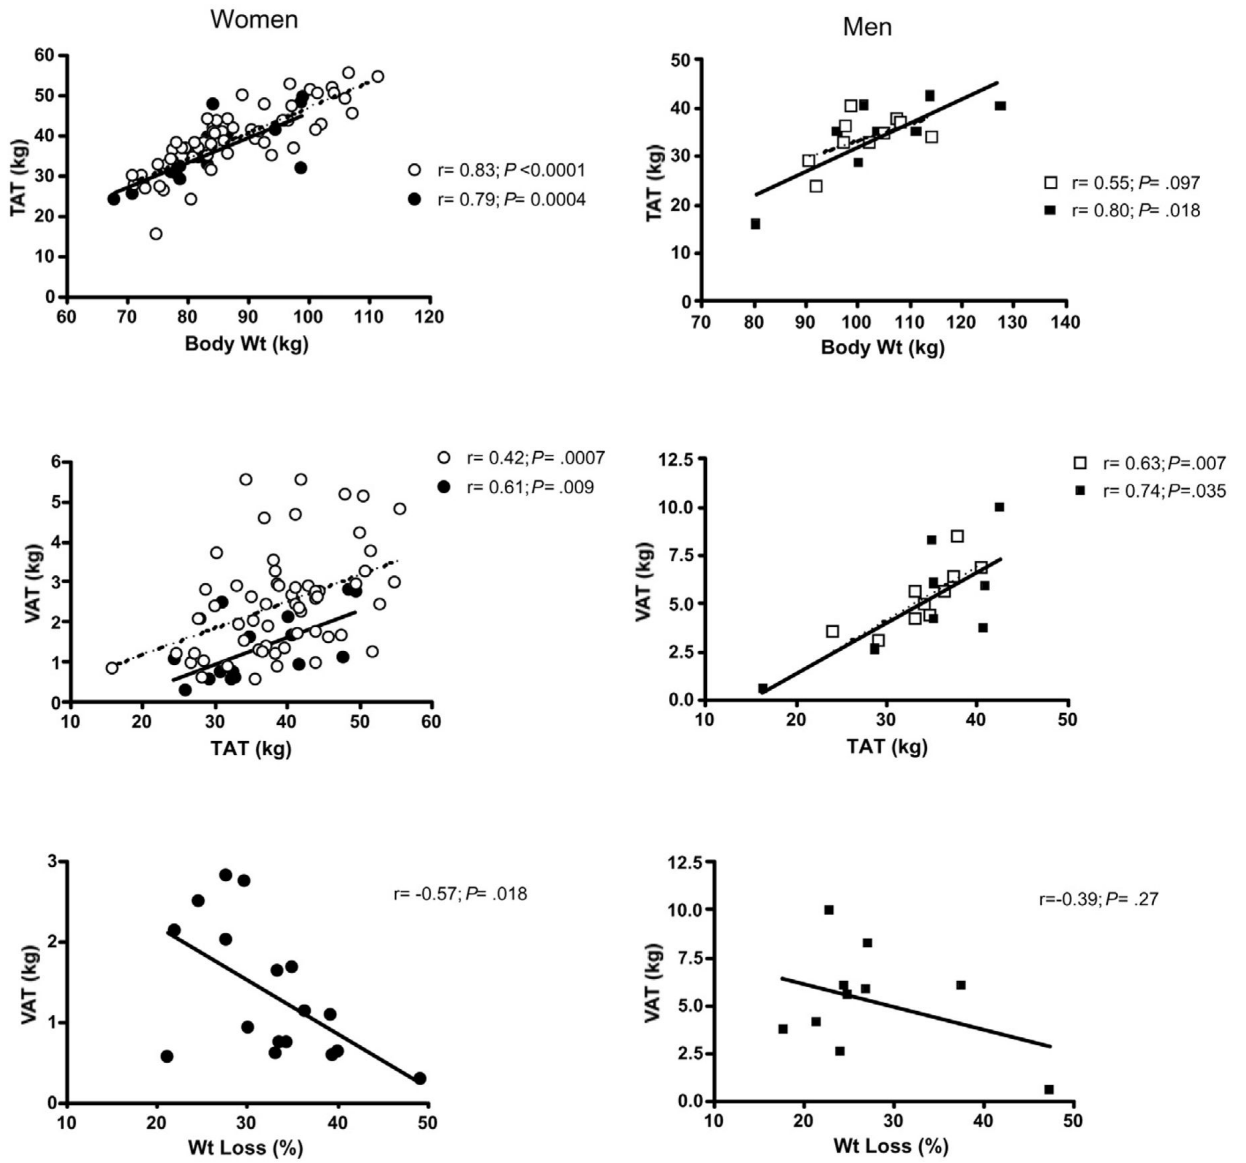 Women
Men
60
50
40
30
20
10
0
TAT (kg)
60 70 80 90 100 110 120
Body Wt (kg)
r= 0.83; P <0.0001
r= 0.79; P= 0.0004
50
40
30
20
10
0
TAT (kg)
70 80 90 100 110 120 130 140
Body Wt (kg)
r= 0.55; P= .097
r= 0.80; P= .018
6
5
4
3
2
1
0
VAT (kg)
10 20 30 40 50 60
TAT (kg)
r= 0.42; P= .0007
r= 0.61; P= .009
12.5
10.0
7.5
5.0
2.5
0.0
VAT (kg)
10 20 30 40 50
TAT (kg)
r= 0.63; P=.007
r= 0.74; P=.035
3
2
1
0
VAT (kg)
10 20 30 40 50
Wt Loss (%)
r= -0.57; P= .018
12.5
10.0
7.5
5.0
2.5
0.0
VAT (kg)
10 20 30 40 50
Wt Loss (%)
r=-0.39; P= .27